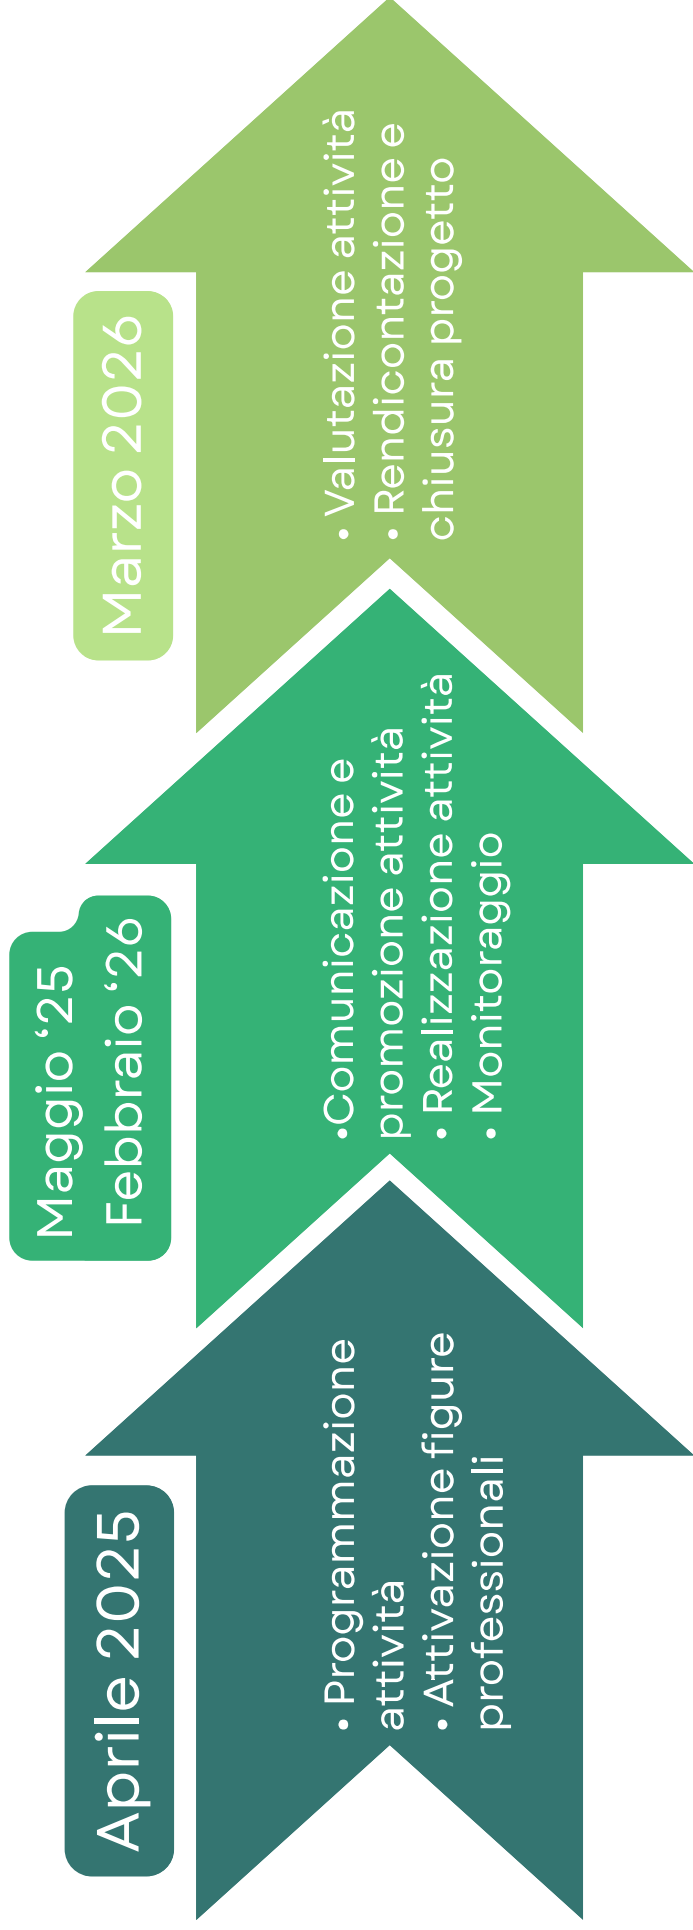 Aprile 2025
• Programmazione
attività
• Attivazione figure
professionali
Maggio ‘25
Febbraio ‘26
•Comunicazione e
promozione attività
• Realizzazione attività
• Monitoraggio
Marzo 2026
• Valutazione attività
• Rendicontazione e
chiusura progetto